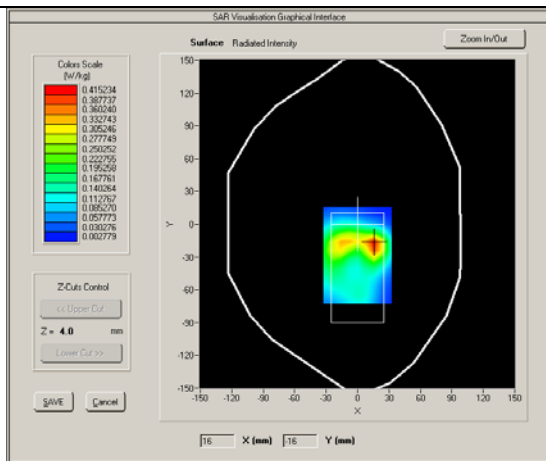 SAR Visualisation Graphical Interface
Surface Radiated Intensity
Zoom In/Out
Colors Scale
(W/kg)
0.415234
0.387737
0.360240
0.332743
0.305246
0.277749
0.250252
0.222755
0.195258
0.167761
0.140264
0.112767
0.085270
0.057773
0.030276
0.002779
Z-Cuts Control
<< Upper Cut
Z = 4.0 mm
Lower Cut >>
SAVE Cancel
150
120
90
60
30
0
-30
-60
-90
-120
-150
Y
-150 -120 -90 -60 -30 0 30 60 90 120 150
X
16 X (mm) -16 Y (mm)